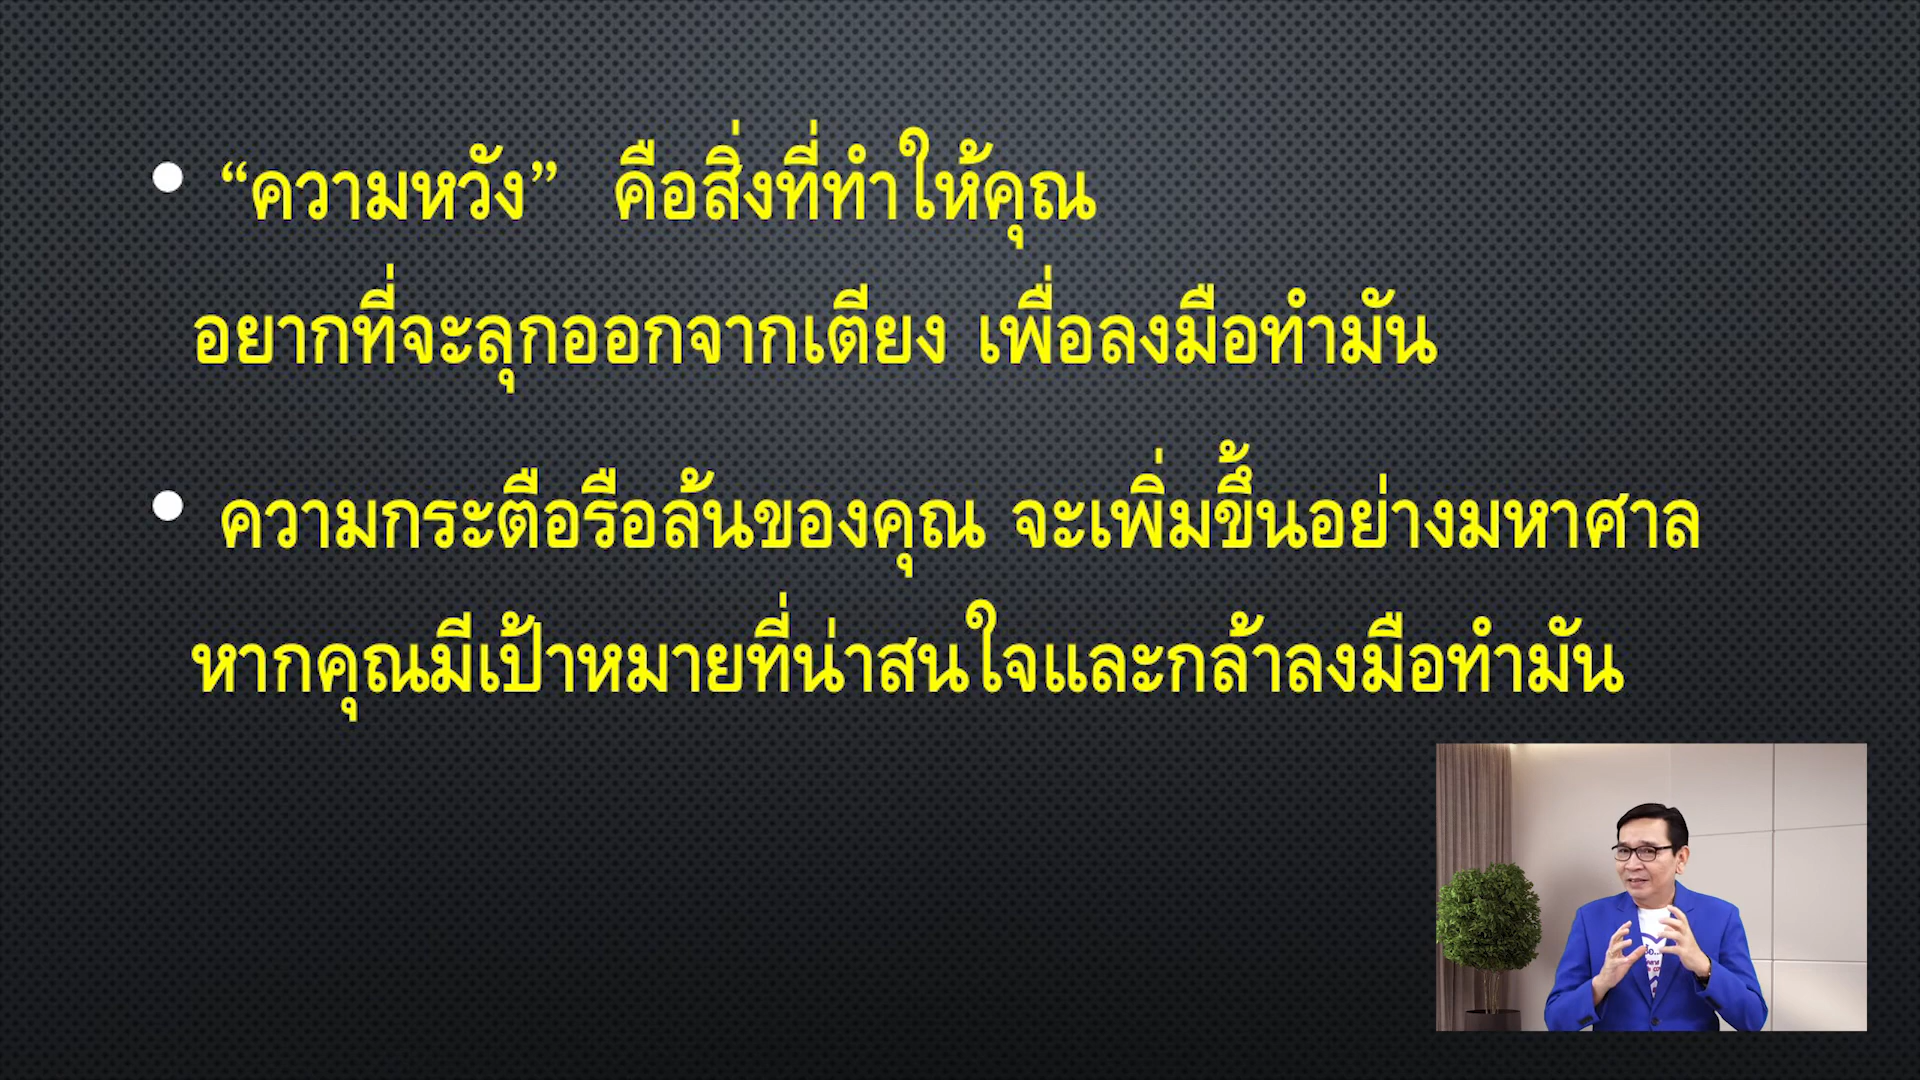 • “ความหวัง” คือสิ่งที่ทำให้คุณ
อยากที่จะลุกออกจากเตียง เพื่อลงมือทำมัน
• ความกระตือรือล้นของคุณ จะเพิ่มขึ้นอย่างมหาศาล
หากคุณมีเป้าหมายที่น่าสนใจและกล้าลงมือทำมัน